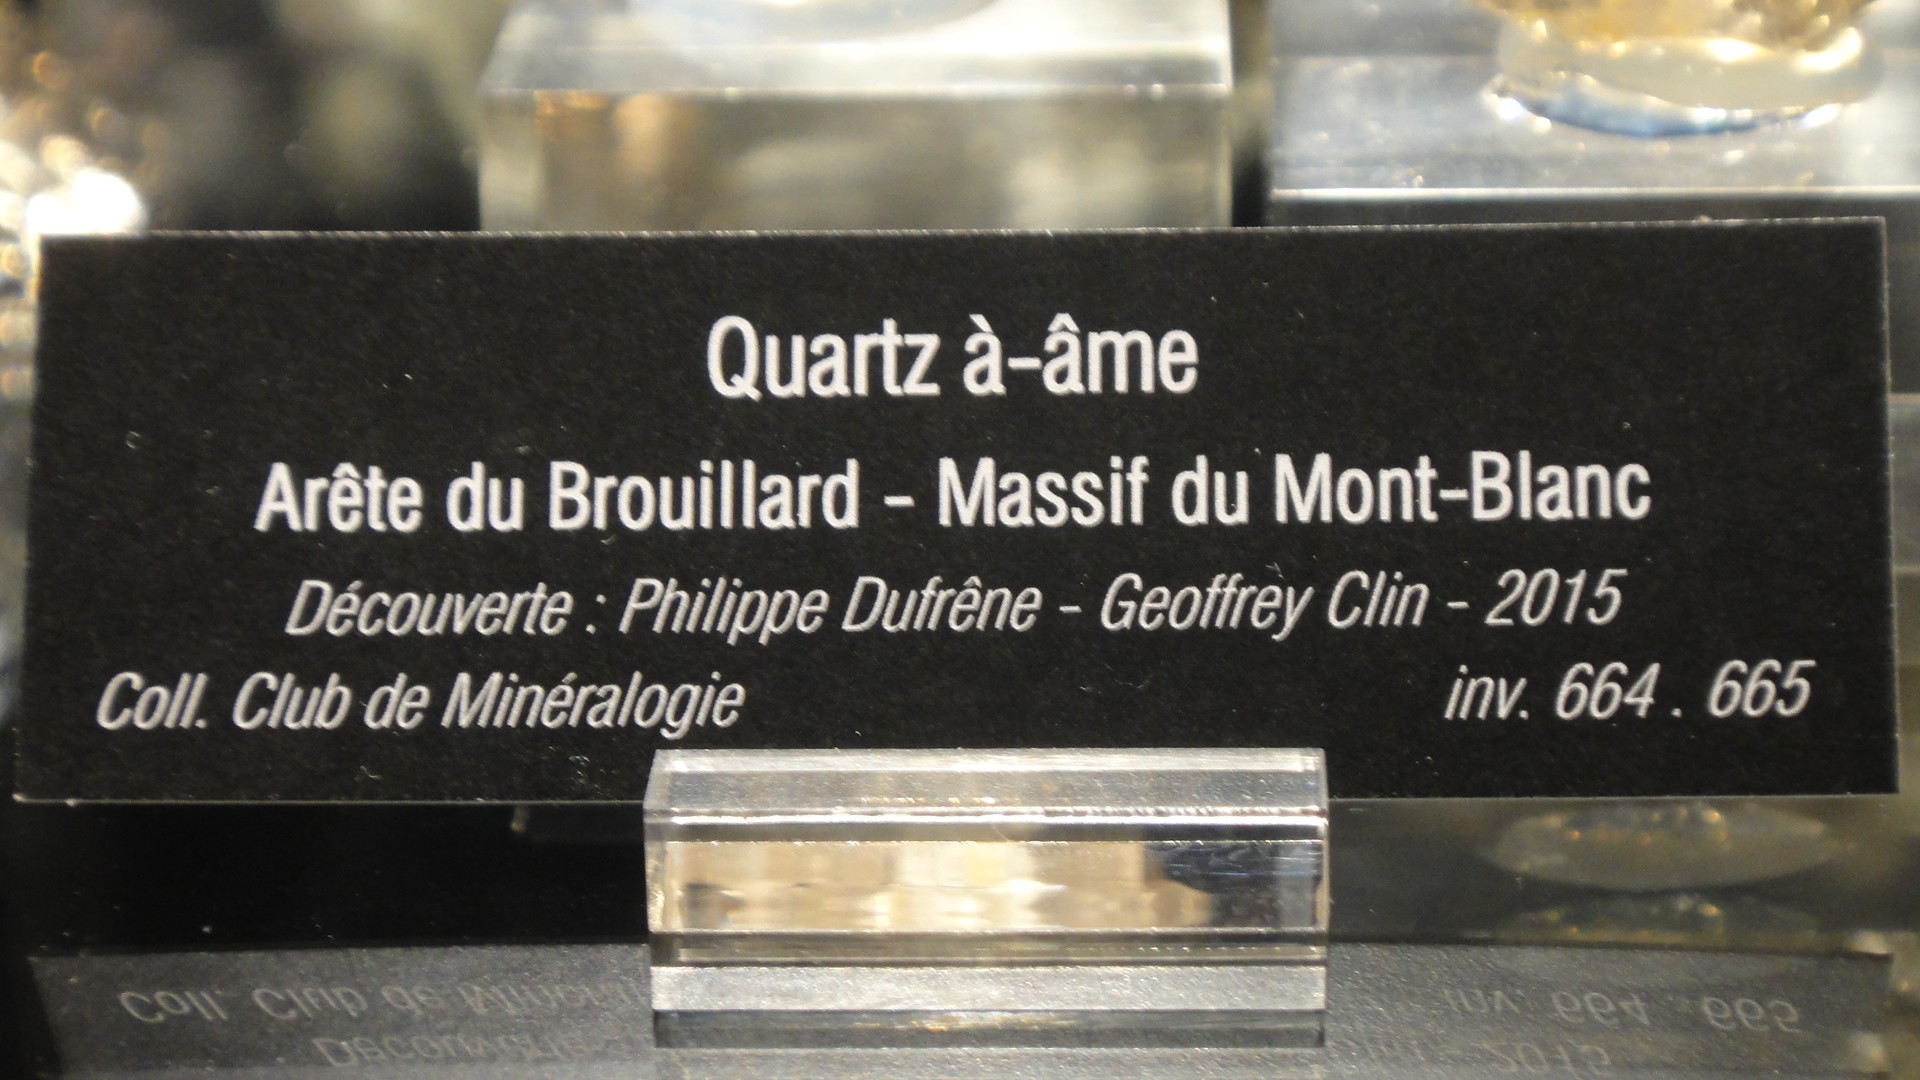 Quartz à-âme
Arête du Brouillard - Massif du Mont-Blanc
Découverte : Philippe Dufrêne - Geoffrey Clin - 2015
Coll. Club de Minéralogie inv. 664 . 665